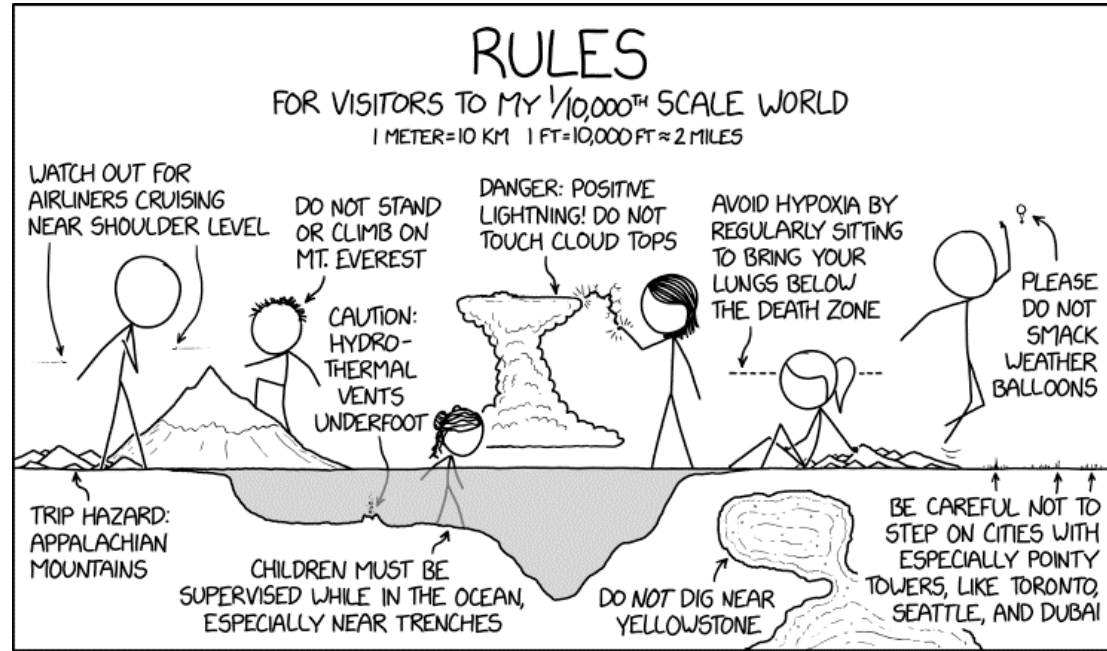 RULES
FOR VISITORS TO MY 1/10,000TH SCALE WORLD
1 METER=10 KM 1 FT=10,000 FT≈2 MILES
WATCH OUT FOR
AIRLINERS CRUISING
NEAR SHOULDER LEVEL
DO NOT STAND
OR CLIMB ON
MT. EVEREST
CAUTION:
HYDRO-
THERMAL
VENTS
UNDERFOOT
DANGER: POSITIVE
LIGHTNING! DO NOT
TOUCH CLOUD TOPS
AVOID HYPOXIA BY
REGULARLY SITTING
TO BRING YOUR
LUNGS BELOW
THE DEATH ZONE
PLEASE
DO NOT
SMACK
WEATHER
BALLOONS
TRIP HAZARD:
APPALACHIAN
MOUNTAINS
CHILDREN MUST BE
SUPERVISED WHILE IN THE OCEAN,
ESPECIALLY NEAR TRENCHES
DO NOT DIG NEAR
YELLOWSTONE
BE CAREFUL NOT TO
STEP ON CITIES WITH
ESPECIALLY POINTY
TOWERS, LIKE TORONTO,
SEATTLE, AND DUBAI